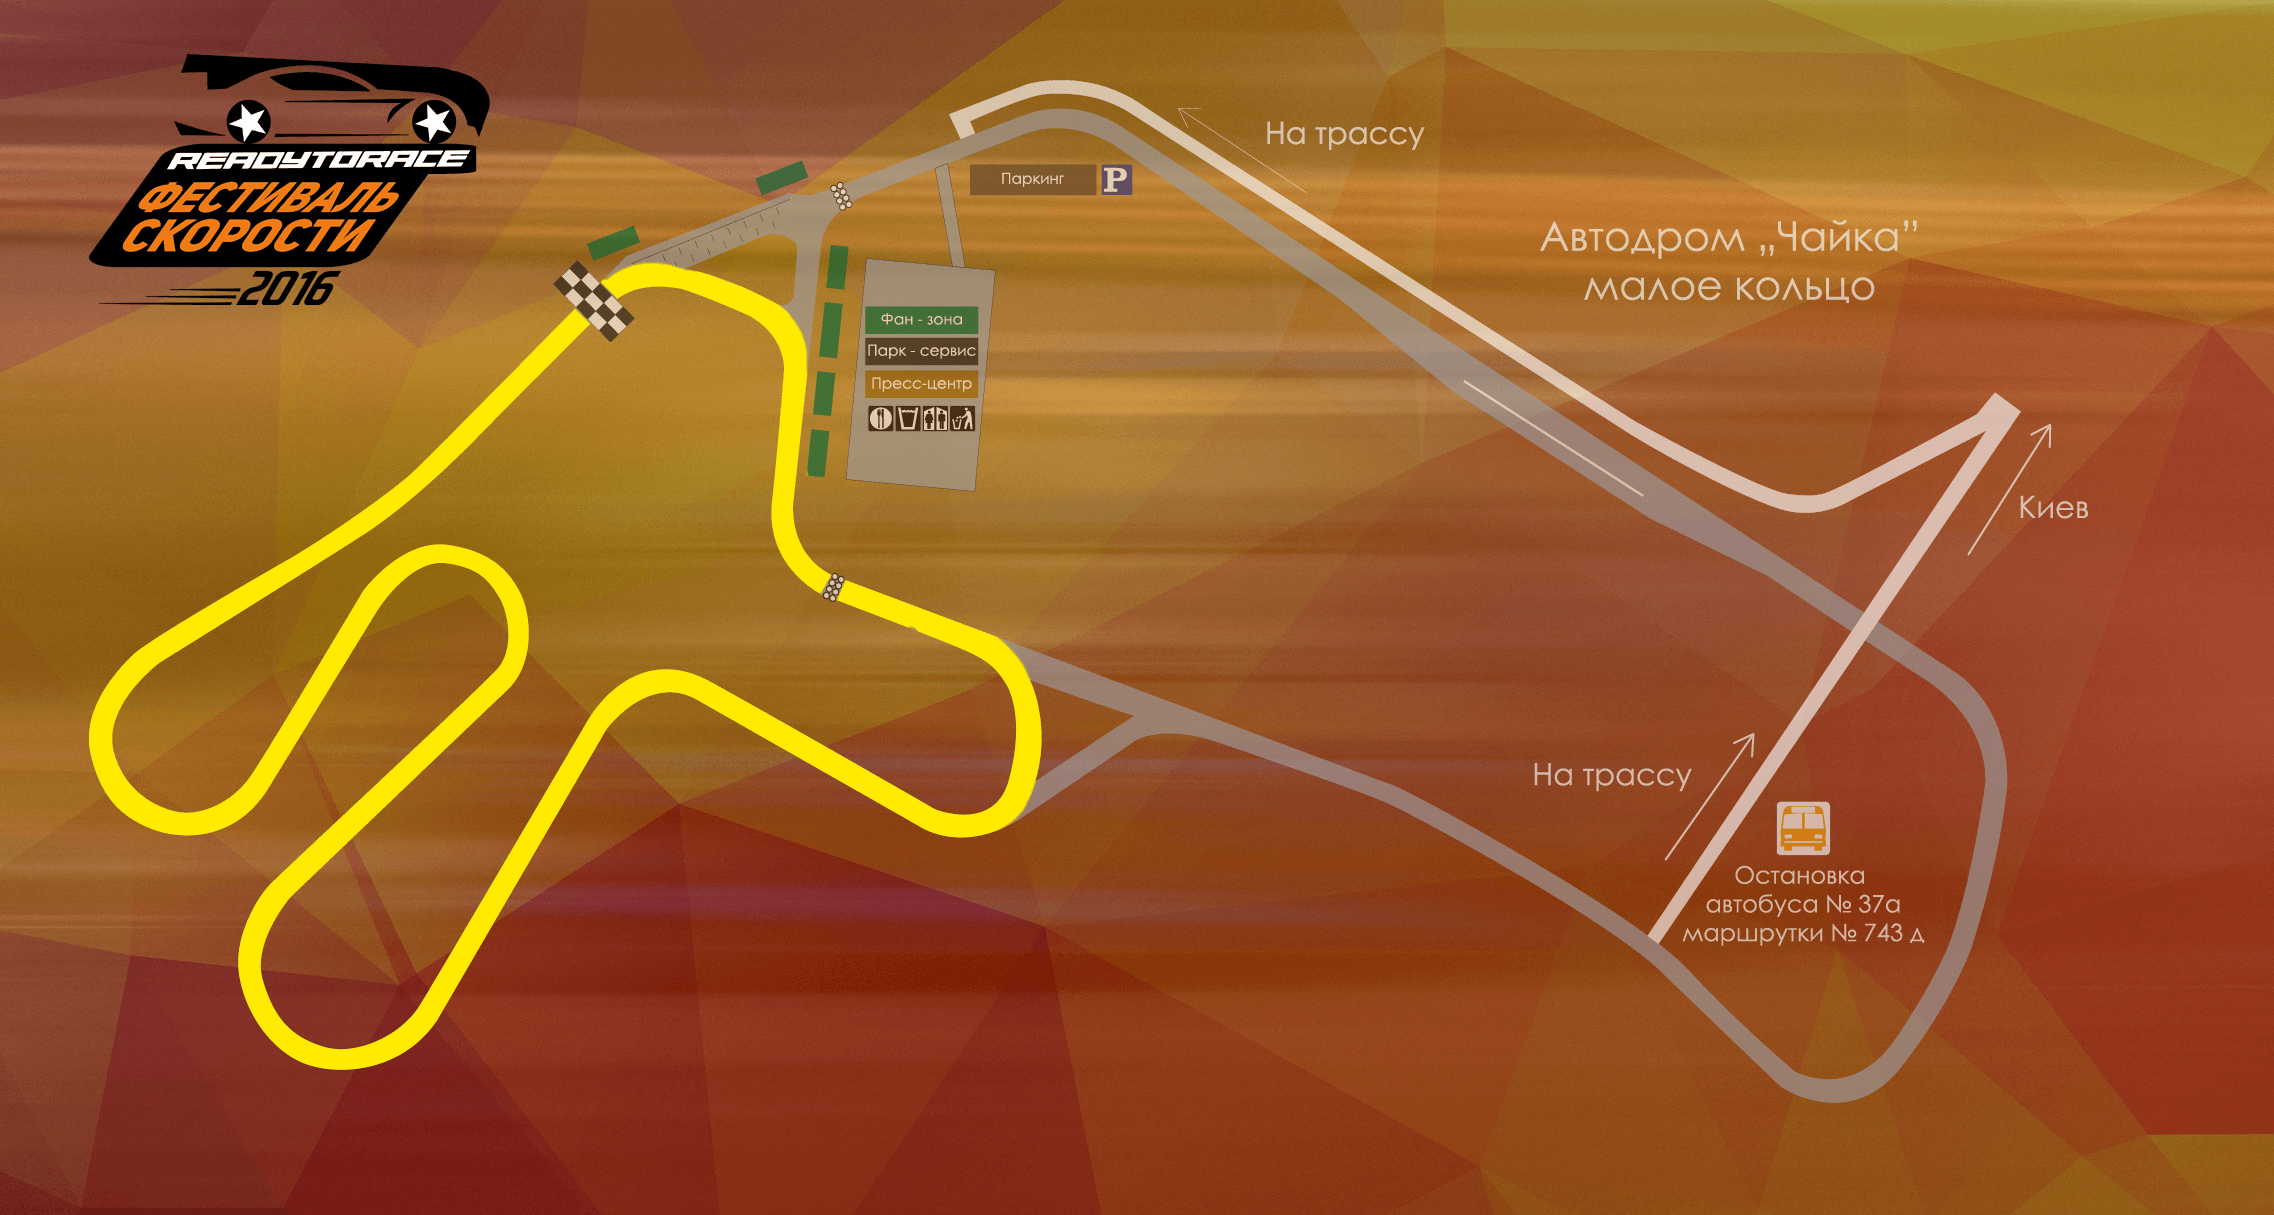 READYTORACE
ФЕСТИВАЛЬ
СКОРОСТИ
2016
На трассу
Паркинг P
Автодром „Чайка”
малое кольцо
Фан - зона
Парк - сервис
Пресс-центр
Киев
На трассу
Остановка
автобуса № 37а
маршрутки № 743 д